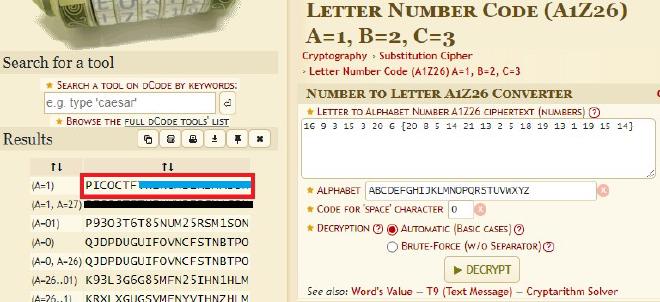 LETTER NUMBER CODE (A1Z26)
A=1, B=2, C=3
Cryptography › Substitution Cipher
› Letter Number Code (A1Z26) A=1, B=2, C=3
Search for a tool
★ SEARCH A TOOL ON DCODE BY KEYWORDS:
e.g. type 'caesar'
★ BROWSE THE FULL DCODE TOOLS' LIST
Results
↑↓ ↑↓
(A=1) PICOCTF
(A=1, A=27)
(A=01) P93O3T6T85NUM25RSM1SON
(A=0) QJDPDUGUIFOVNCFSTNBTPO
(A=0, A=26) QJDPDUGUIFOVNCFSTNBTPO
(A=26..01) K93L3G6G85MFN25IHN1HLM
(A=26..1)
NUMBER TO LETTER A1Z26 CONVERTER
★ LETTER TO ALPHABET NUMBER A1Z26 CIPHERTEXT (NUMBERS) ?
16 9 3 15 3 20 6 {20 8 5 14 21 13 2 5 18 19 13 1 19 15 14}
★ ALPHABET ABCDEFGHIJKLMNOPQRSTUVWXYZ X
★ CODE FOR 'SPACE' CHARACTER 0 X
★ DECRYPTION ? AUTOMATIC (BASIC CASES) ?
BRUTE-FORCE (W/O SEPARATOR) ?
▶ DECRYPT
See also: Word's Value – T9 (Text Message) – Cryptarithm Solver